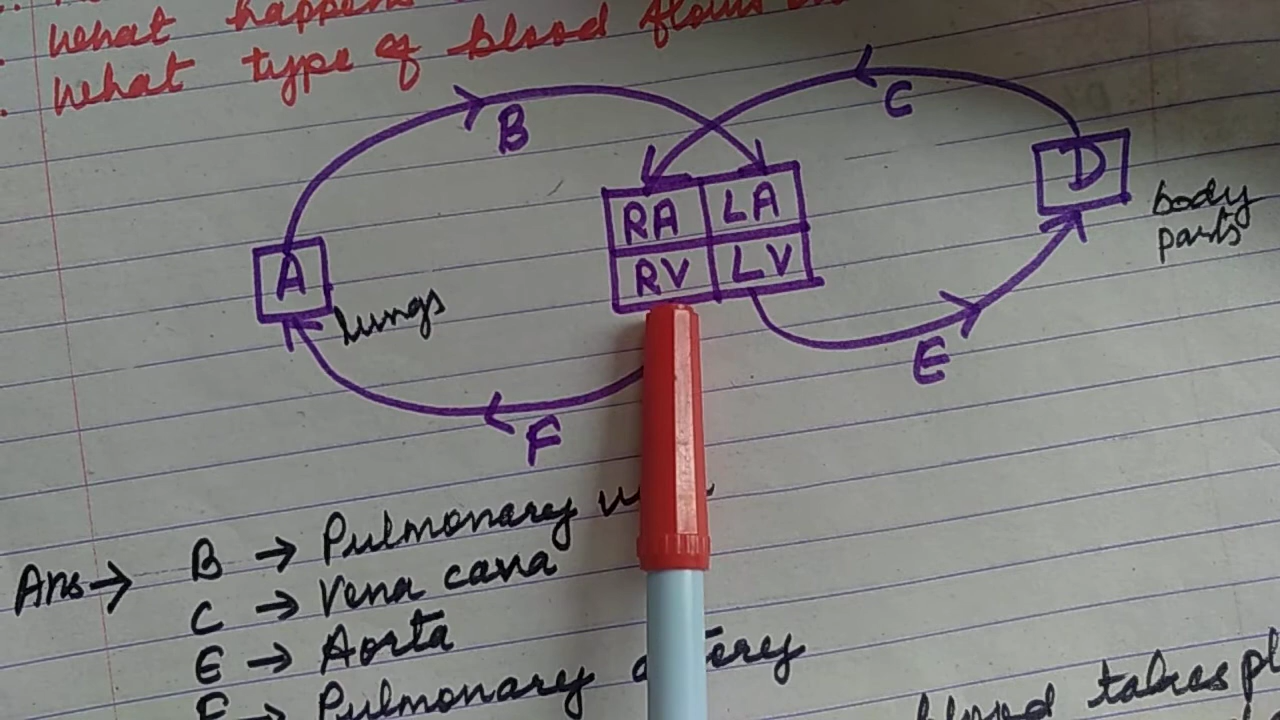 what happens
what type of blood flows
B
C
D
RA LA
RV LV
A
body
parts
lungs
E
F
Ans → B → Pulmonary
C → Vena cava
E → Aorta
F → Pulmonary
blood takes